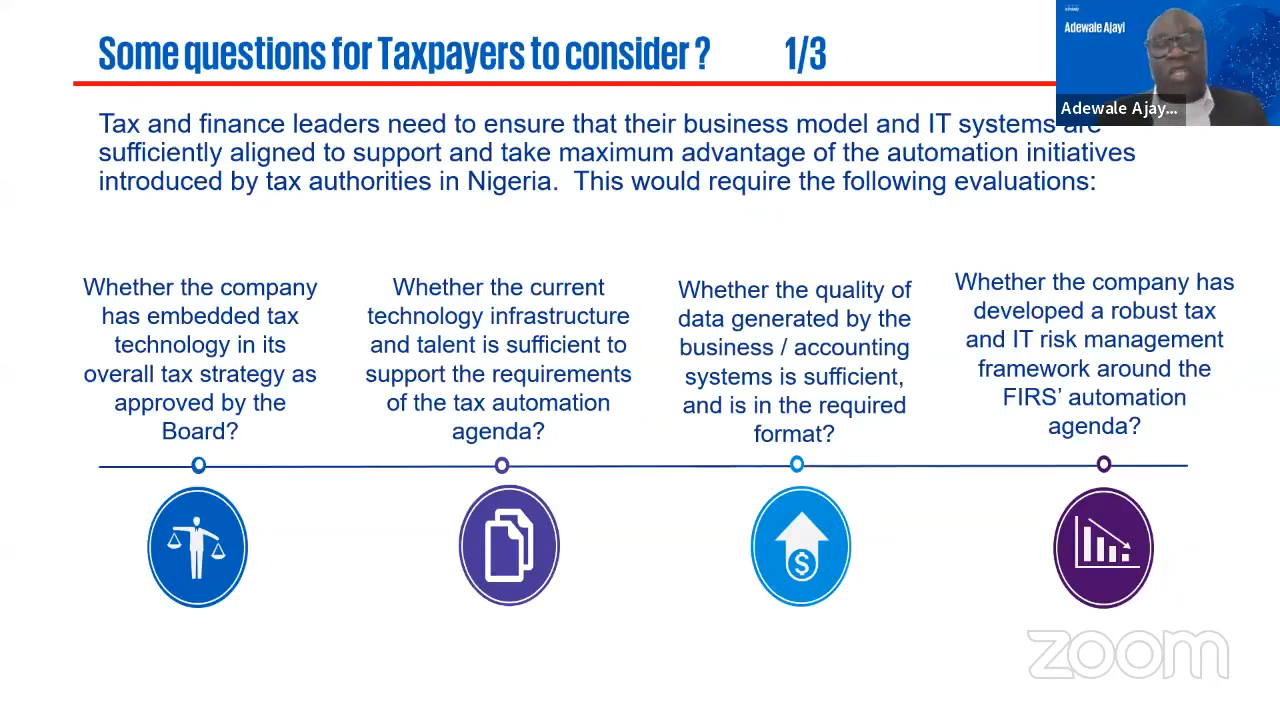 Some questions for Taxpayers to consider ? 1/3
Adewale Ajayi
Adewale Ajay...
Tax and finance leaders need to ensure that their business model and IT systems are
sufficiently aligned to support and take maximum advantage of the automation initiatives
introduced by tax authorities in Nigeria. This would require the following evaluations:
Whether the company
has embedded tax
technology in its
overall tax strategy as
approved by the
Board?
Whether the current
technology infrastructure
and talent is sufficient to
support the requirements
of the tax automation
agenda?
Whether the quality of
data generated by the
business / accounting
systems is sufficient,
and is in the required
format?
Whether the company has
developed a robust tax
and IT risk management
framework around the
FIRS’ automation
agenda?
$
zoom